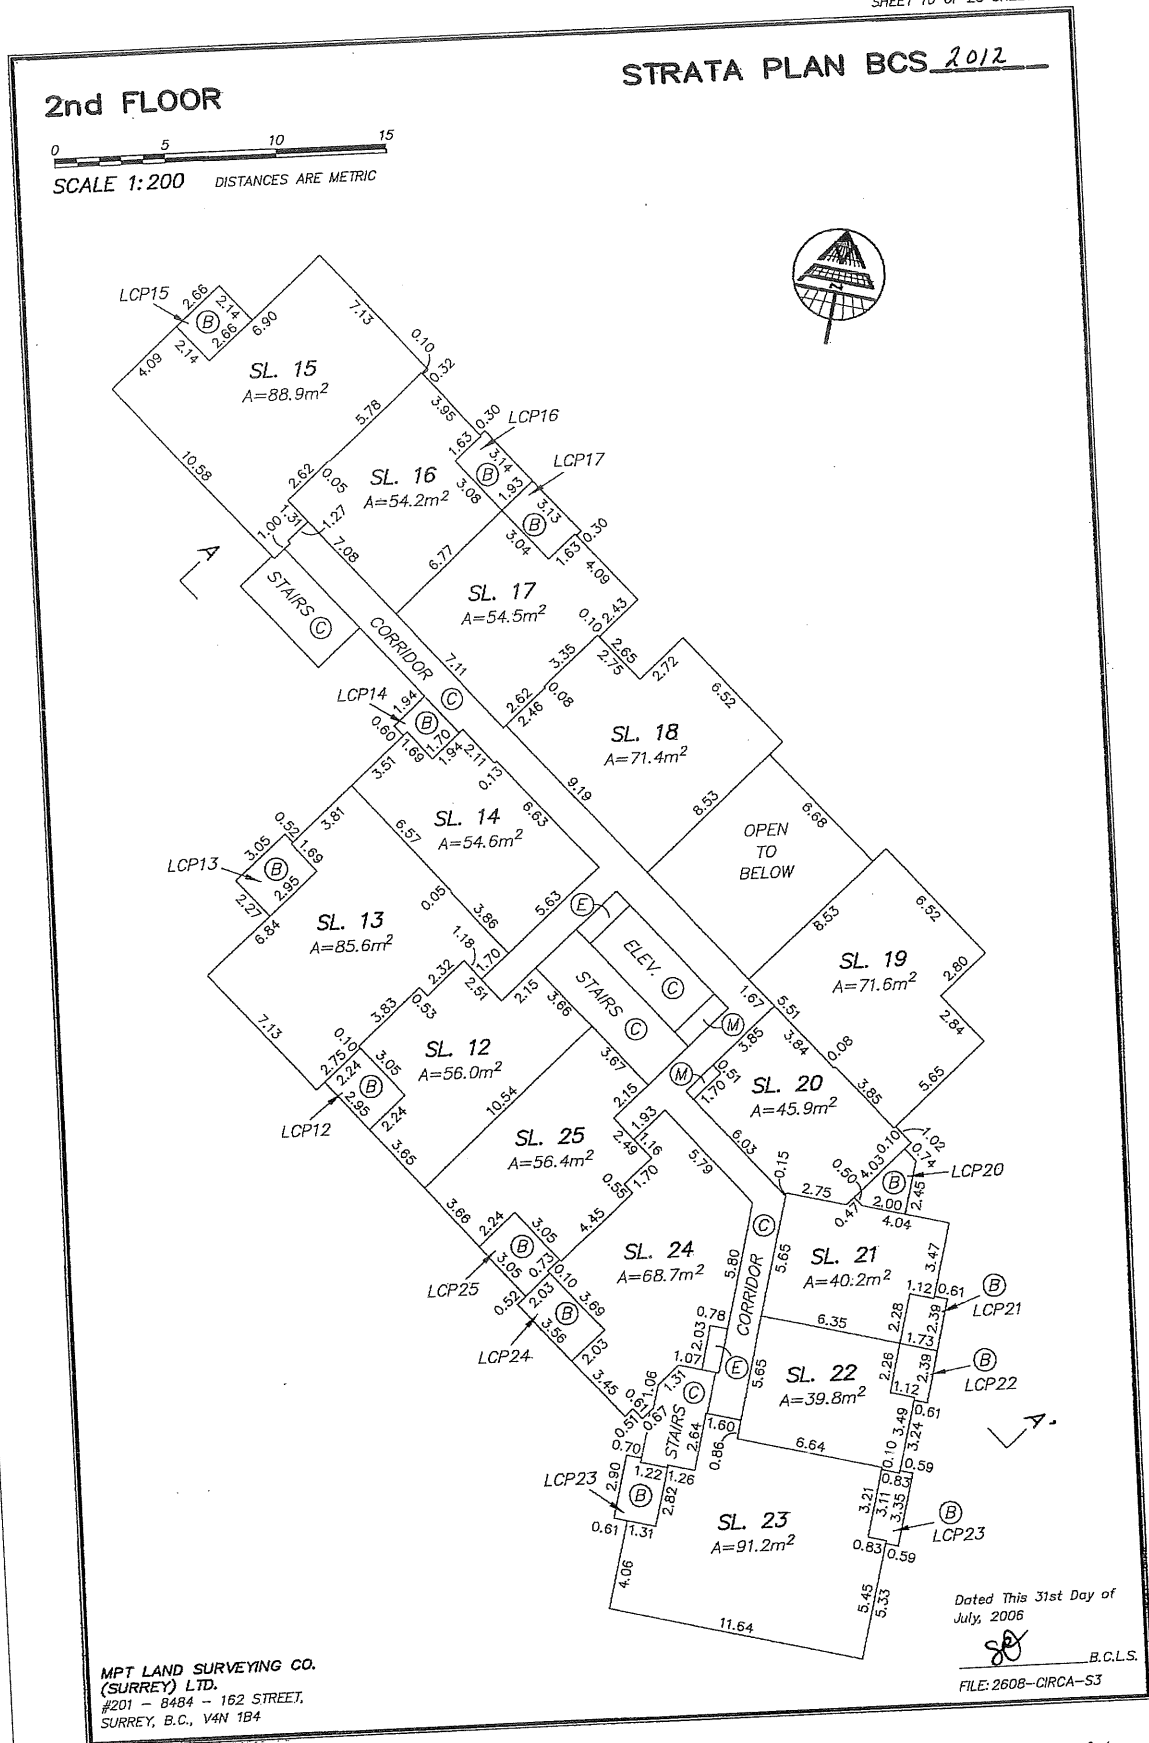 STRATA PLAN BCS 2012
2nd FLOOR
0 5 10 15
SCALE 1:200 DISTANCES ARE METRIC
N
LCP15
2.66
2.14
B
2.66
2.14
6.90
4.09
7.13
SL. 15
A=88.9m²
0.10
0.32
5.78
10.58
2.62
0.05
1.31
1.00
1.27
3.95
0.30
LCP16
1.63
3.14
B
3.08
1.93
SL. 16
A=54.2m²
LCP17
3.13
B
0.30
3.04
1.63
7.08
6.77
4.09
SL. 17
A=54.5m²
2.43
0.10
A
STAIRS C
CORRIDOR
C
7.11
3.35
2.65
2.75
2.72
6.52
2.62
2.46
0.08
SL. 18
A=71.4m²
LCP14
1.94
B
0.60
1.69
1.70
1.94
2.11
0.13
3.51
9.19
8.53
6.68
SL. 14
A=54.6m²
6.63
6.57
OPEN
TO
BELOW
3.81
0.52
3.05
1.69
LCP13
B
2.95
2.27
6.84
SL. 13
A=85.6m²
0.05
3.86
5.63
E
8.53
6.52
1.18
1.70
2.32
2.51
2.15
ELEV. C
STAIRS
C
3.66
SL. 19
A=71.6m²
2.80
2.84
1.67
5.51
M
7.13
3.83
0.53
0.10
2.75
2.24
3.05
B
2.95
2.24
LCP12
SL. 12
A=56.0m²
3.67
3.85
3.84
0.08
M
0.51
1.70
SL. 20
A=45.9m²
3.85
5.65
10.54
2.15
1.93
2.49
1.16
1.70
0.55
3.65
SL. 25
A=56.4m²
6.03
5.79
0.15
2.75
0.50
4.03
0.10
1.02
0.74
LCP20
B
2.45
2.00
0.47
4.04
3.66
2.24
3.05
B
3.05
0.73
0.10
4.45
LCP25
0.52
2.03
SL. 24
A=68.7m²
5.80
C
CORRIDOR
5.65
SL. 21
A=40.2m²
3.47
1.12
0.61
B
LCP21
2.28
2.39
3.69
B
3.56
2.03
LCP24
3.45
0.78
2.03
1.07
E
6.35
1.73
2.26
2.39
B
LCP22
1.12
0.61
1.31
1.06
C
STAIRS
0.61
0.51
0.67
0.70
5.65
SL. 22
A=39.8m²
1.60
2.64
0.86
6.64
3.49
3.24
0.10
0.59
0.83
A.
LCP23
2.90
1.22
1.26
B
2.82
0.61
1.31
SL. 23
A=91.2m²
3.21
3.11
3.35
B
LCP23
0.83
0.59
4.06
11.64
5.45
5.33
Dated This 31st Day of
July, 2006
B.C.L.S.
FILE: 2608-CIRCA-S3
MPT LAND SURVEYING CO.
(SURREY) LTD.
#201 - 8484 - 162 STREET,
SURREY, B.C., V4N 1B4